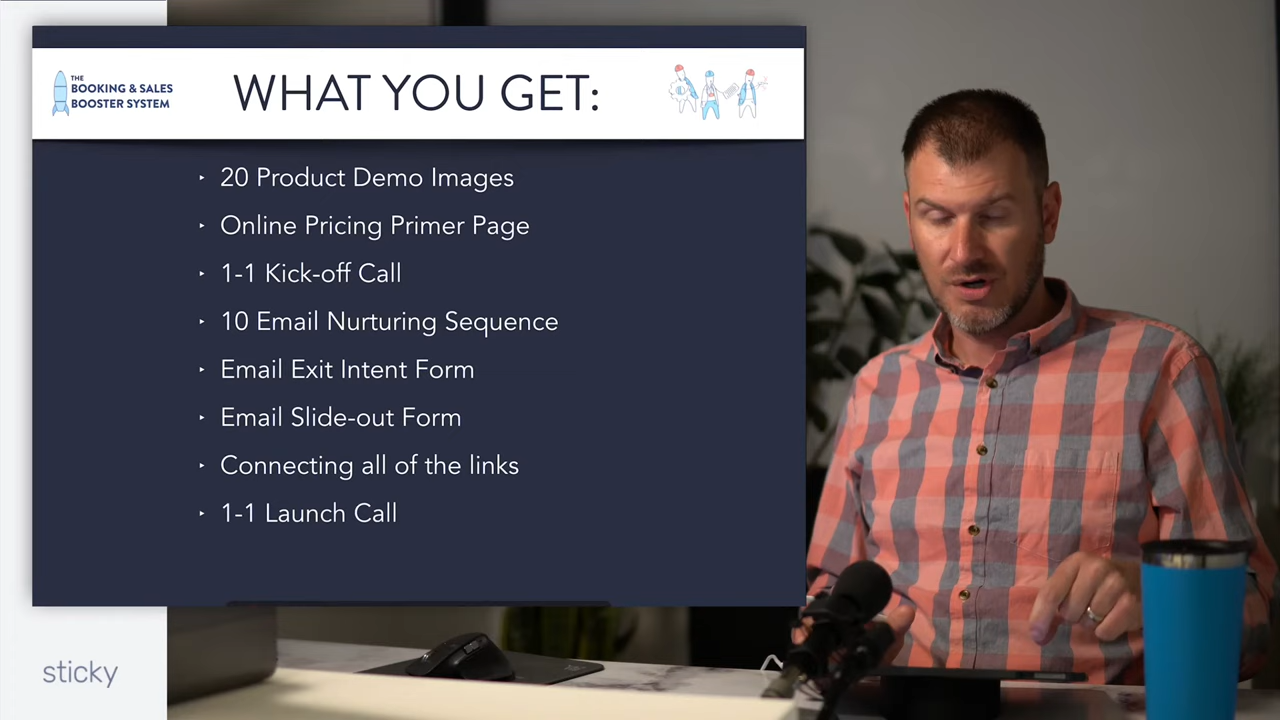 THE
BOOKING & SALES
BOOSTER SYSTEM
WHAT YOU GET:
‣ 20 Product Demo Images
‣ Online Pricing Primer Page
‣ 1-1 Kick-off Call
‣ 10 Email Nurturing Sequence
‣ Email Exit Intent Form
‣ Email Slide-out Form
‣ Connecting all of the links
‣ 1-1 Launch Call
sticky